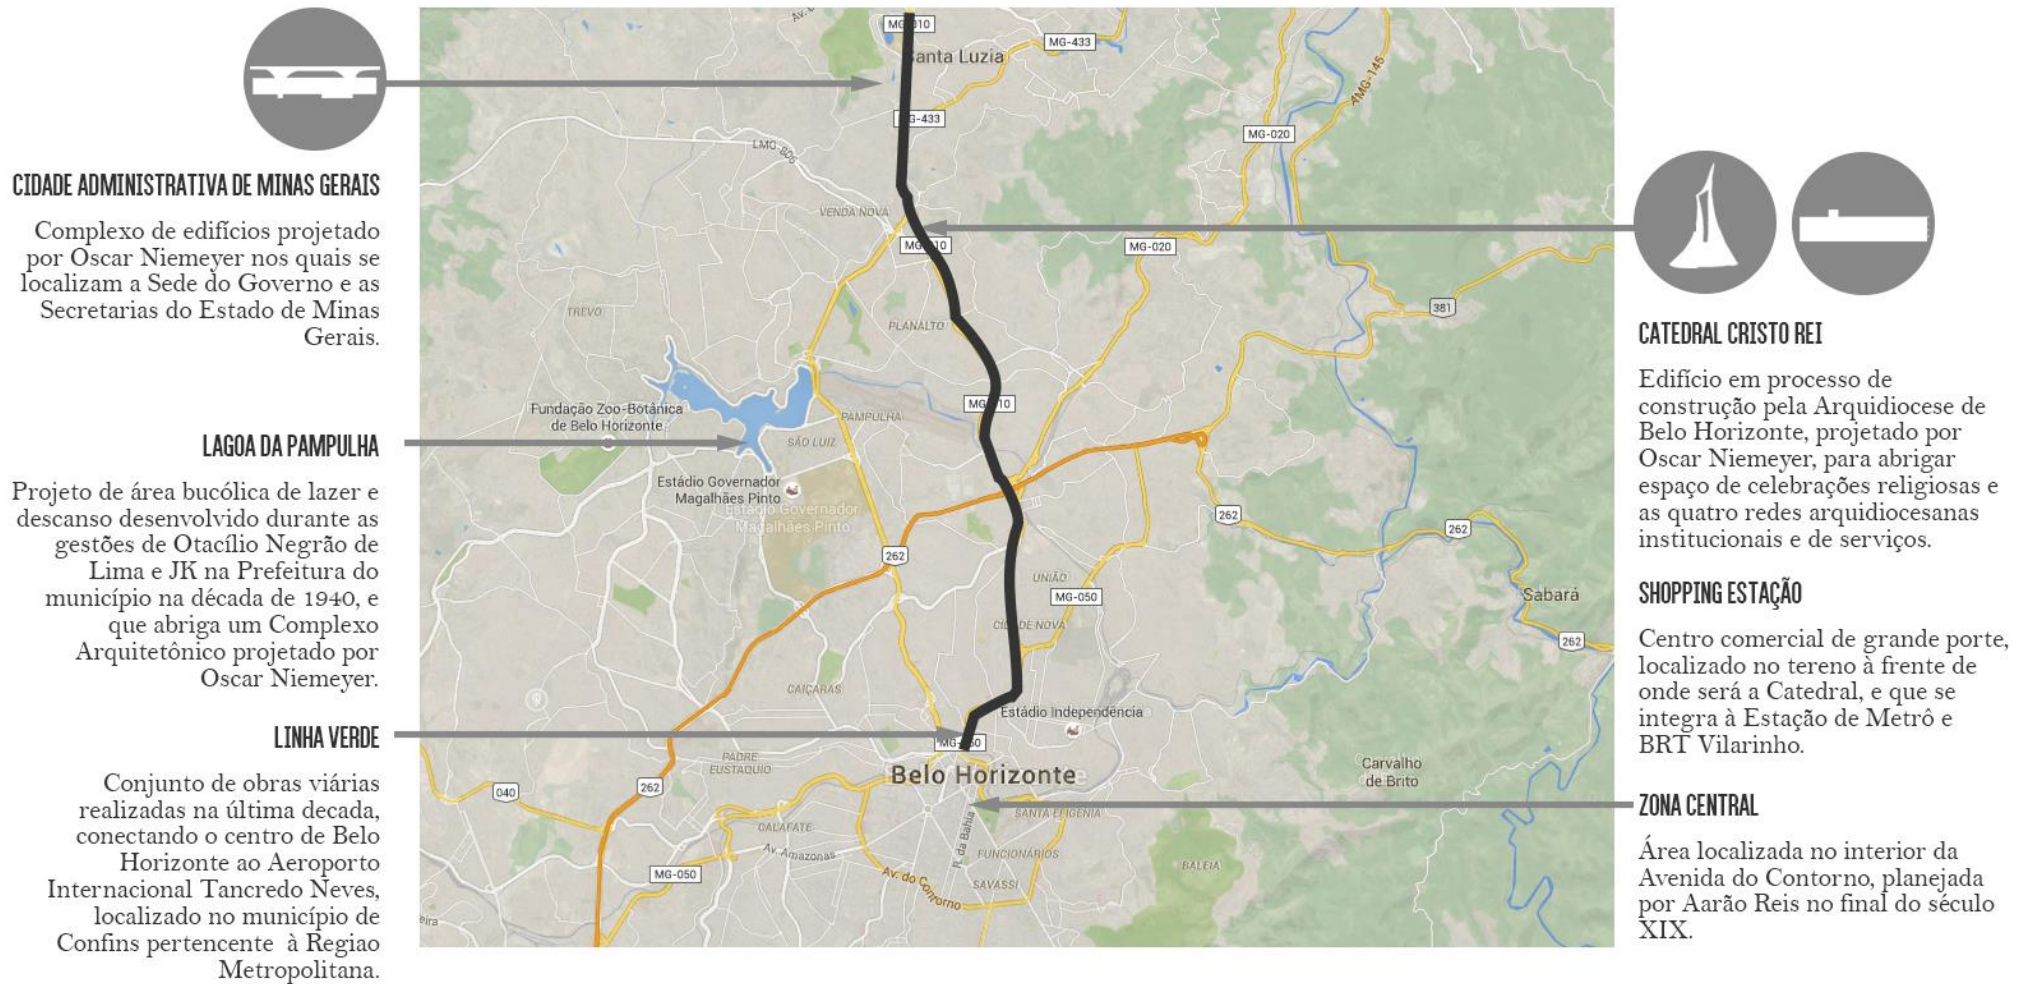 CIDADE ADMINISTRATIVA DE MINAS GERAIS
Complexo de edifícios projetado
por Oscar Niemeyer nos quais se
localizam a Sede do Governo e as
Secretarias do Estado de Minas
Gerais.
LAGOA DA PAMPULHA
Projeto de área bucólica de lazer e
descanso desenvolvido durante as
gestões de Otacílio Negrão de
Lima e JK na Prefeitura do
município na década de 1940, e
que abriga um Complexo
Arquitetônico projetado por
Oscar Niemeyer.
LINHA VERDE
Conjunto de obras viárias
realizadas na última decada,
conectando o centro de Belo
Horizonte ao Aeroporto
Internacional Tancredo Neves,
localizado no município de
Confins pertencente à Regiao
Metropolitana.
Santa Luzia
MG-433
AMG-145
MG-433
LMG-806
MG-020
VENDA NOVA
MG-020
TREVO
PLANALTO
381
Fundação Zoo-Botânica
de Belo Horizonte
PAMPULHA
SÃO LUIZ
Estádio Governador
Magalhães Pinto
Estádio Governador
Magalhães Pinto
262
262
262
UNIÃO
MG-050
Sabará
CIDADE NOVA
262
CAIÇARAS
Estádio Independência
PADRE
EUSTÁQUIO
Belo Horizonte
Carvalho
de Brito
040
262
SANTA EFIGÊNIA
CALAFATE
R. da Bahia
Av. Amazonas
FUNCIONÁRIOS
BALEIA
MG-050
Av. do Contorno
SAVASSI
eira
CATEDRAL CRISTO REI
Edifício em processo de
construção pela Arquidiocese de
Belo Horizonte, projetado por
Oscar Niemeyer, para abrigar
espaço de celebrações religiosas e
as quatro redes arquidiocesanas
institucionais e de serviços.
SHOPPING ESTAÇÃO
Centro comercial de grande porte,
localizado no tereno à frente de
onde será a Catedral, e que se
integra à Estação de Metrô e
BRT Vilarinho.
ZONA CENTRAL
Área localizada no interior da
Avenida do Contorno, planejada
por Aarão Reis no final do século
XIX.